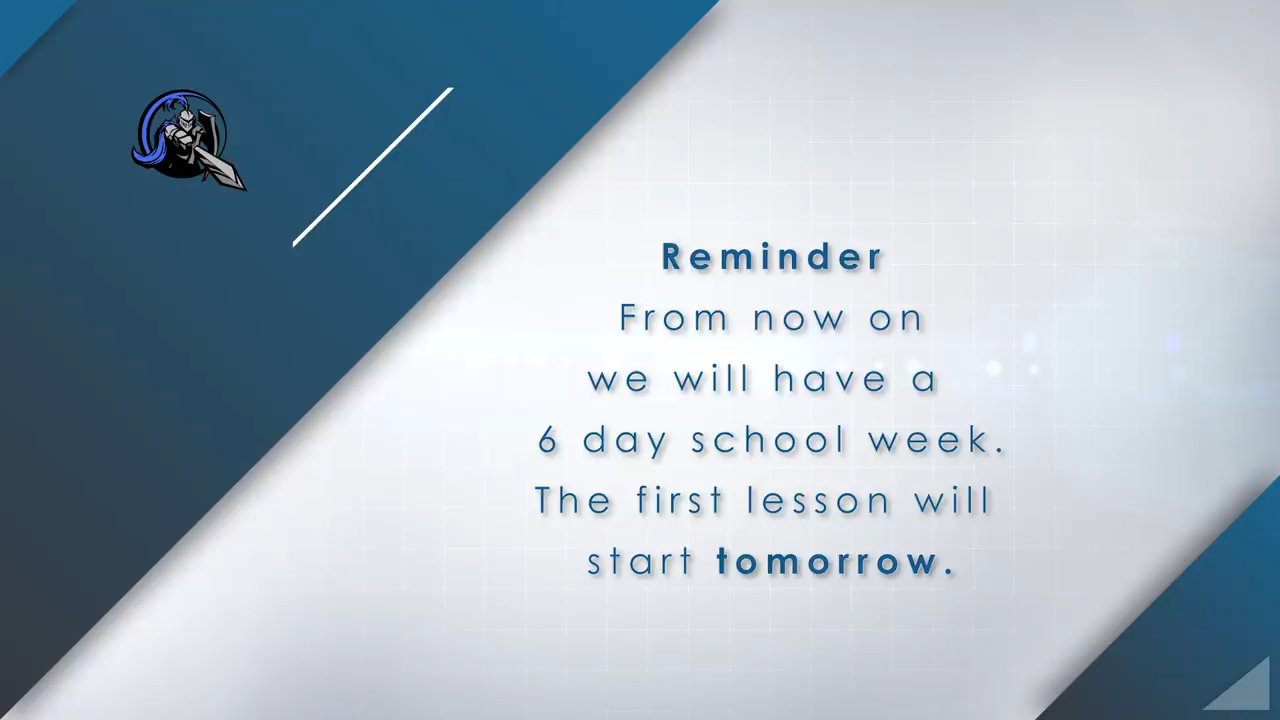 Reminder
From now on
we will have a
6 day school week.
The first lesson will
start tomorrow.